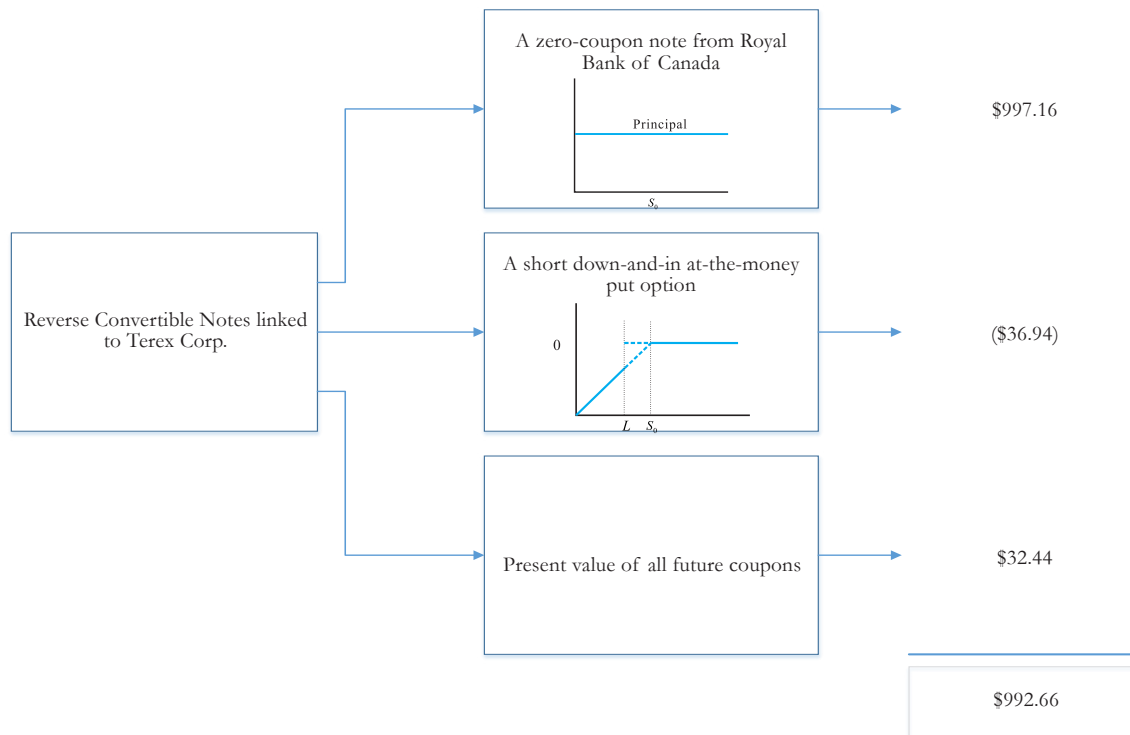 A zero-coupon note from Royal
Bank of Canada
Principal
S₀
$997.16
Reverse Convertible Notes linked
to Terex Corp.
A short down-and-in at-the-money
put option
0
L S₀
($36.94)
Present value of all future coupons
$32.44
$992.66